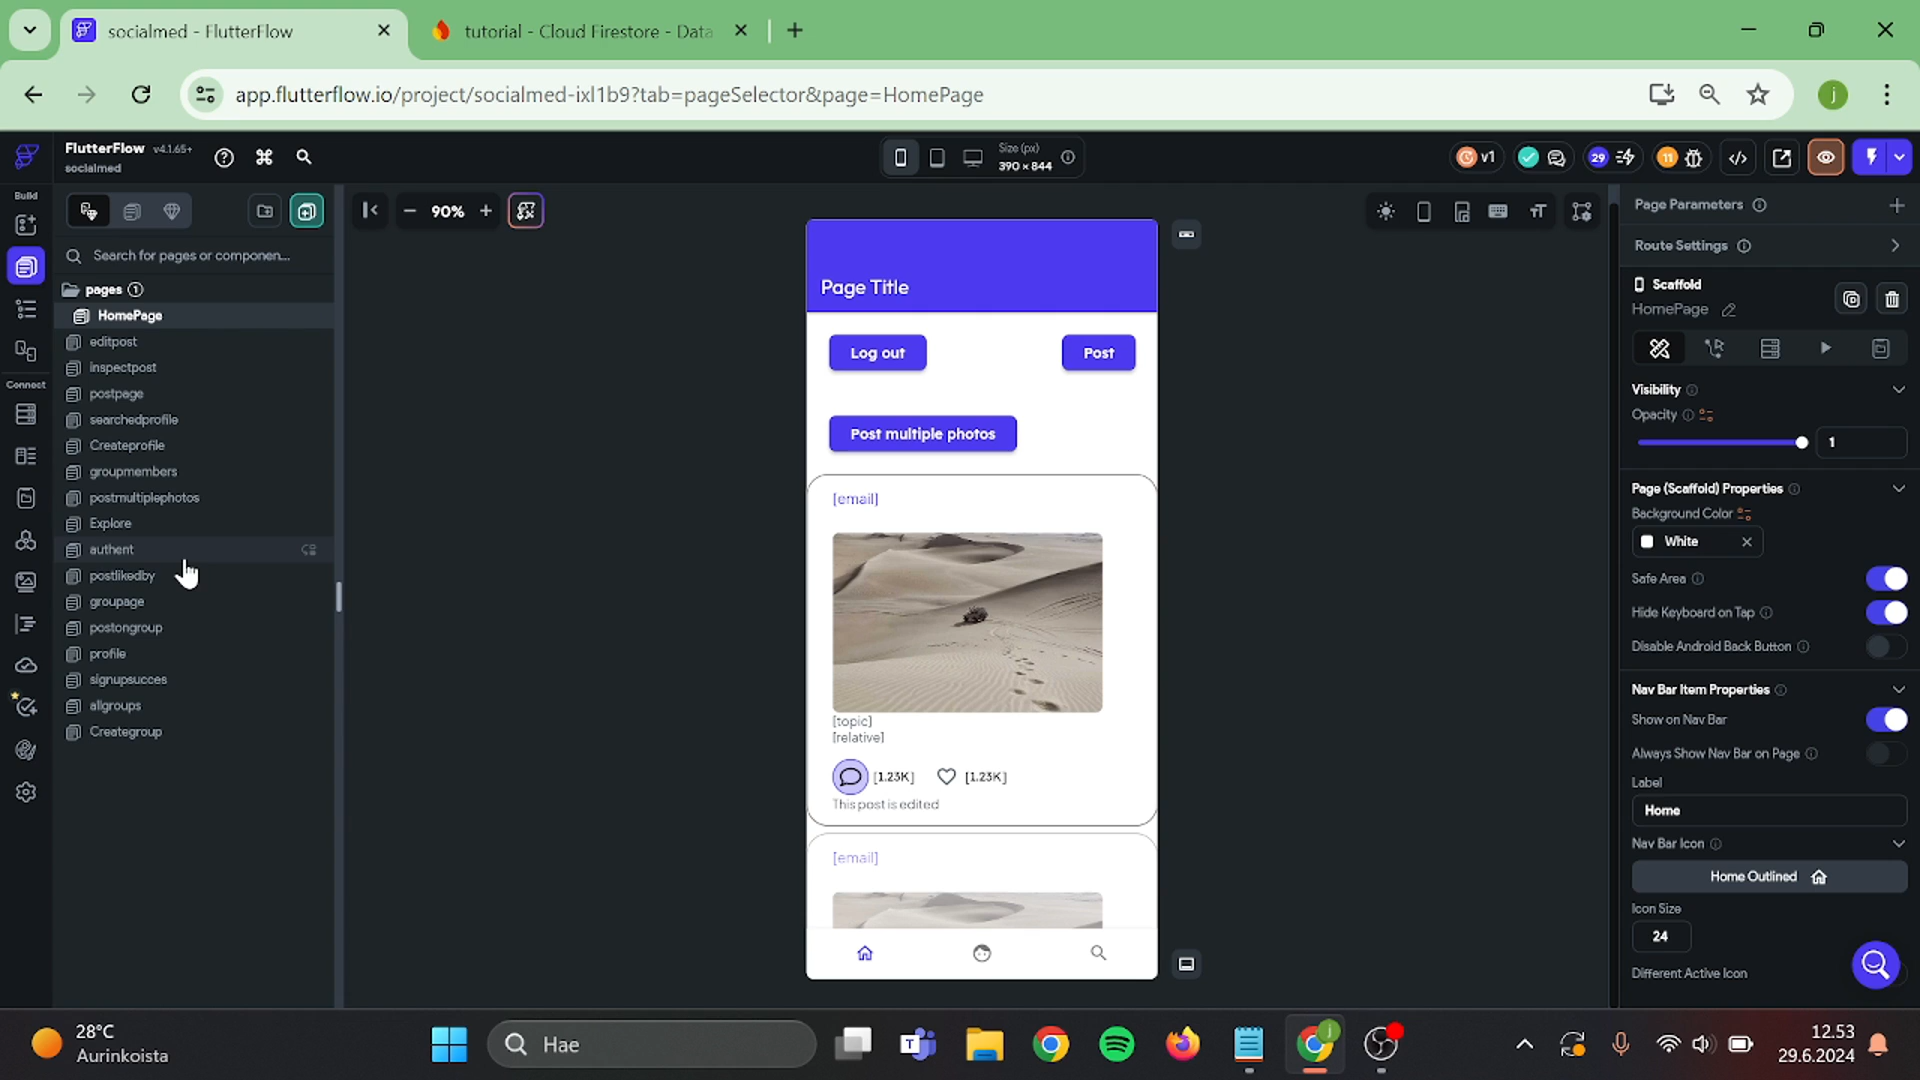 socialmed - FlutterFlow
tutorial - Cloud Firestore - Data
app.flutterflow.io/project/socialmed-ixl1b9?tab=pageSelector&page=HomePage
j
FlutterFlow v4.1.65+
socialmed
Size (px)
390 × 844
v1
29
11
Build
Connect
90%
Search for pages or componen...
pages 1
HomePage
editpost
inspectpost
postpage
searchedprofile
Createprofile
groupmembers
postmultiplephotos
Explore
authent
postlikedby
groupage
postongroup
profile
signupsucces
allgroups
Creategroup
Page Title
Log out
Post
Post multiple photos
[email]
[topic]
[relative]
[1.23K]
[1.23K]
This post is edited
[email]
Page Parameters
Route Settings
Scaffold
HomePage
Visibility
Opacity
1
Page (Scaffold) Properties
Background Color
White
Safe Area
Hide Keyboard on Tap
Disable Android Back Button
Nav Bar Item Properties
Show on Nav Bar
Always Show Nav Bar on Page
Label
Home
Nav Bar Icon
Home Outlined
Icon Size
24
Different Active Icon
28°C
Aurinkoista
Hae
j
12.53
29.6.2024